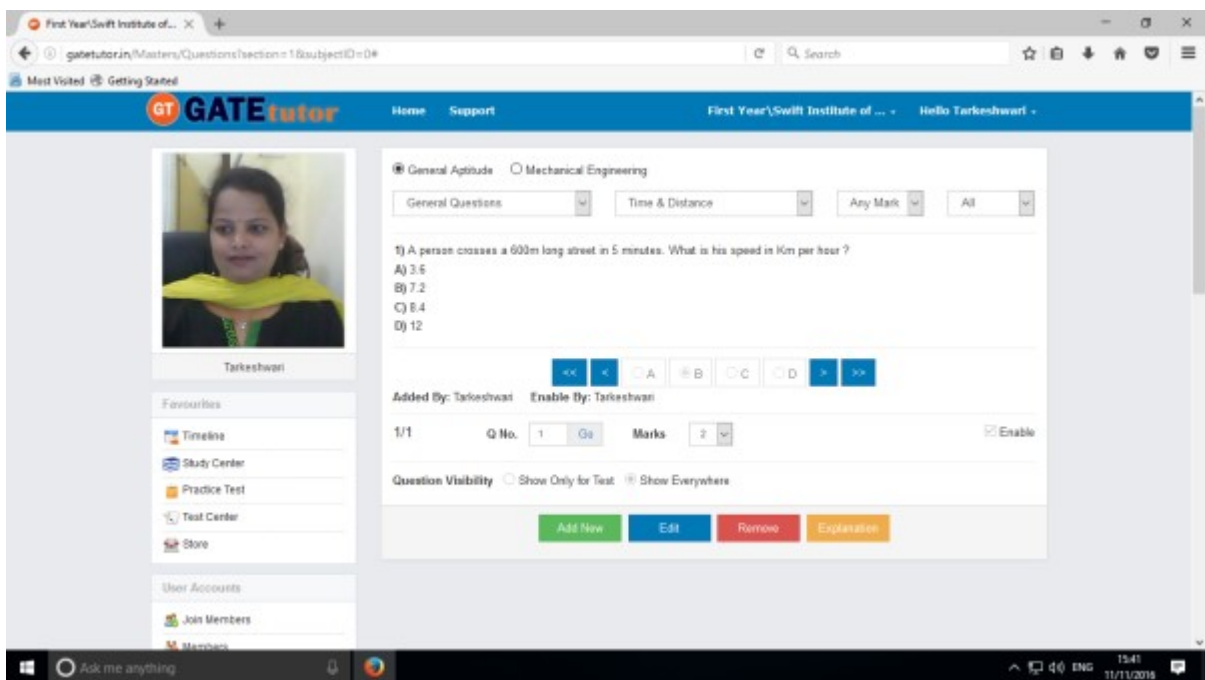 First Year\Swift Institute of...
gatetutor.in/Masters/Questions?section=1&subjectID=0#
Search
Most Visited Getting Started
GT GATEtutor Home Support First Year\Swift Institute of ... Hello Tarkeshwari
General Aptitude Mechanical Engineering
General Questions Time & Distance Any Mark All
1) A person crosses a 600m long street in 5 minutes. What is his speed in Km per hour ?
A) 3.6
B) 7.2
C) 8.4
D) 12
<< < A B C D > >>
Tarkeshwari
Added By: Tarkeshwari Enable By: Tarkeshwari
Favourites
1/1 Q No. 1 Go Marks 2 Enable
Timeline
Study Center
Question Visibility Show Only for Test Show Everywhere
Practice Test
Test Center
Add New Edit Remove Explanation
Store
User Accounts
Join Members
Members
Ask me anything
ENG 15:41
11/11/2016